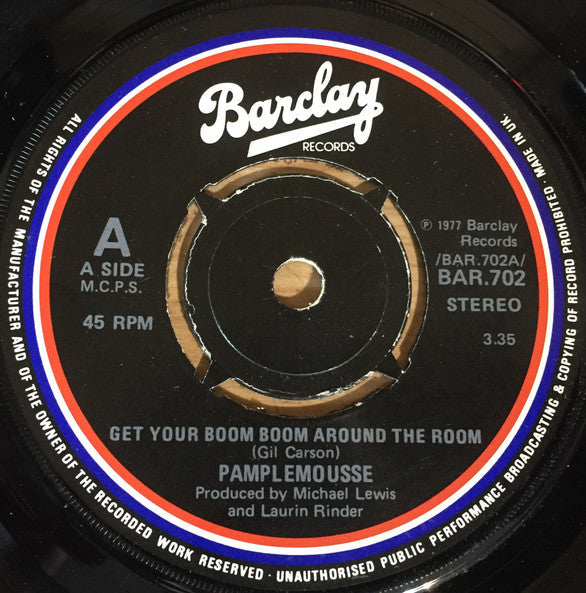 Barclay
RECORDS
A
A SIDE
M.C.P.S.
45 RPM
℗ 1977 Barclay
Records
/BAR.702A/
BAR.702
STEREO
3.35
GET YOUR BOOM BOOM AROUND THE ROOM
(Gil Carson)
PAMPLEMOUSSE
Produced by Michael Lewis
and Laurin Rinder
ALL RIGHTS OF THE MANUFACTURER AND OF THE OWNER OF THE RECORDED WORK RESERVED · UNAUTHORISED PUBLIC PERFORMANCE BROADCASTING & COPYING OF RECORD PROHIBITED. MADE IN UK.